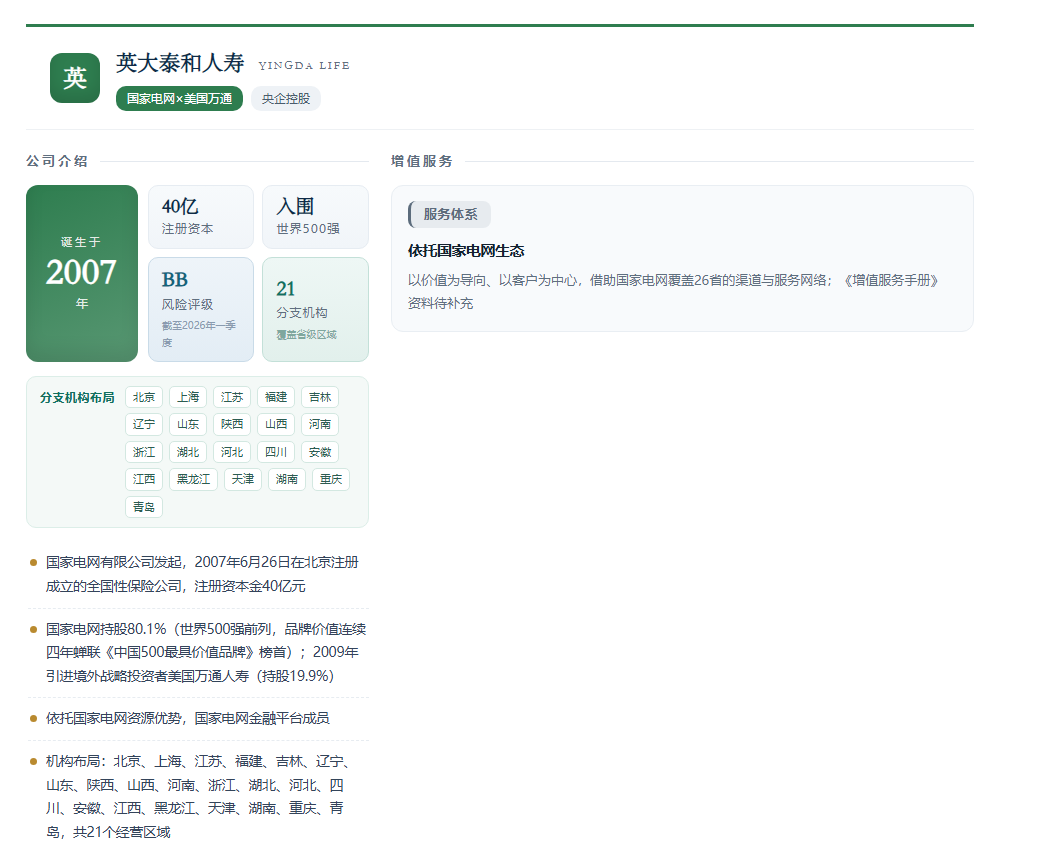 英
英大泰和人寿 YINGDA LIFE
国家电网×美国万通 央企控股
公司介绍
诞生于
2007
年
40亿
注册资本
入围
世界500强
BB
风险评级
截至2026年一季
度
21
分支机构
覆盖省级区域
分支机构布局
北京 上海 江苏 福建 吉林
辽宁 山东 陕西 山西 河南
浙江 湖北 河北 四川 安徽
江西 黑龙江 天津 湖南 重庆
青岛
国家电网有限公司发起，2007年6月26日在北京注册
成立的全国性保险公司，注册资本金40亿元
国家电网持股80.1%（世界500强前列，品牌价值连续
四年蝉联《中国500最具价值品牌》榜首）；2009年
引进境外战略投资者美国万通人寿（持股19.9%）
依托国家电网资源优势，国家电网金融平台成员
机构布局：北京、上海、江苏、福建、吉林、辽宁、
山东、陕西、山西、河南、浙江、湖北、河北、四
川、安徽、江西、黑龙江、天津、湖南、重庆、青
岛，共21个经营区域
增值服务
服务体系
依托国家电网生态
以价值为导向、以客户为中心，借助国家电网覆盖26省的渠道与服务网络；《增值服务手册》
资料待补充